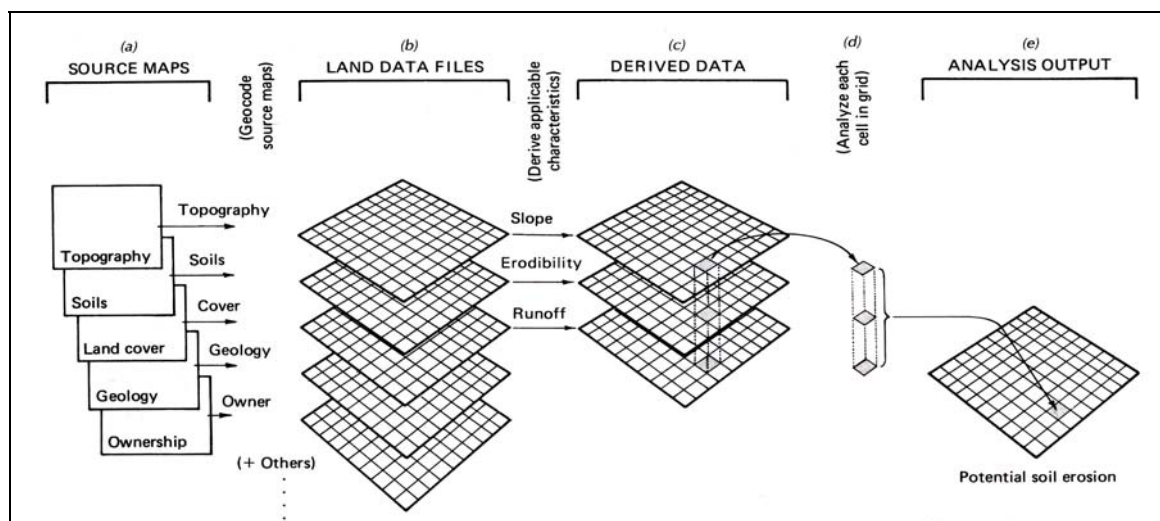 (a)
SOURCE MAPS
(Geocode
source maps)
(b)
LAND DATA FILES
(Derive applicable
characteristics)
(c)
DERIVED DATA
(d)
(Analyze each
cell in grid)
(e)
ANALYSIS OUTPUT
Topography
Topography
Soils
Soils
Cover
Land cover
Geology
Geology
Owner
Ownership
(+ Others)
Slope
Erodibility
Runoff
Potential soil erosion